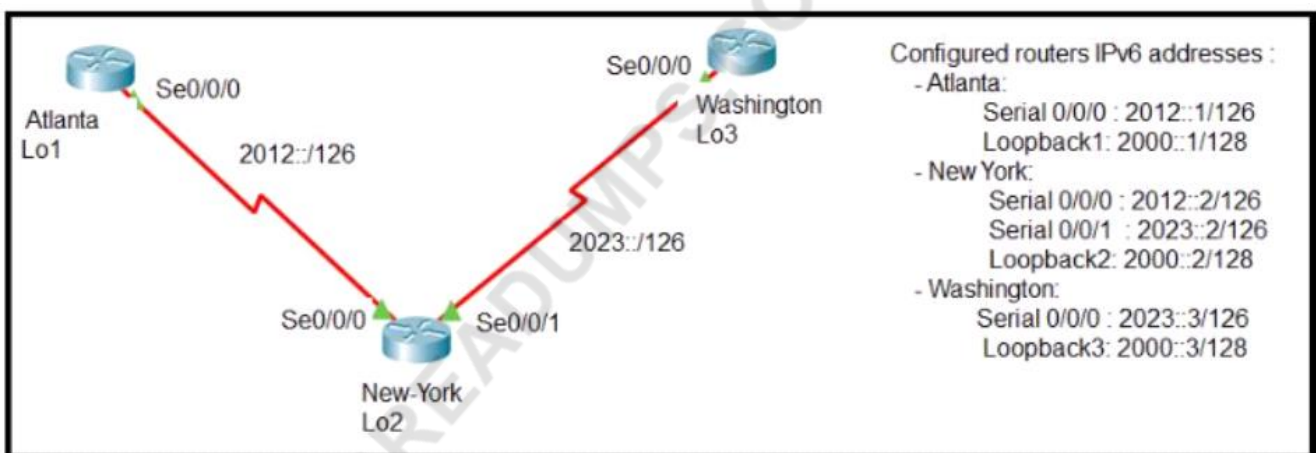 Se0/0/0
Atlanta
Lo1
2012::/126
Se0/0/0
Washington
Lo3
2023::/126
Se0/0/0
Se0/0/1
New-York
Lo2
Configured routers IPv6 addresses :
- Atlanta:
Serial 0/0/0 : 2012::1/126
Loopback1: 2000::1/128
- New York:
Serial 0/0/0 : 2012::2/126
Serial 0/0/1 : 2023::2/126
Loopback2: 2000::2/128
- Washington:
Serial 0/0/0 : 2023::3/126
Loopback3: 2000::3/128